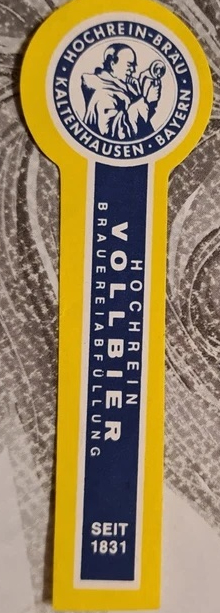 HOCHREIN-BRÄU
KALTENHAUSEN · BAYERN
HOCHREIN
VOLLBIER
BRAUEREIABFÜLLUNG
SEIT
1831